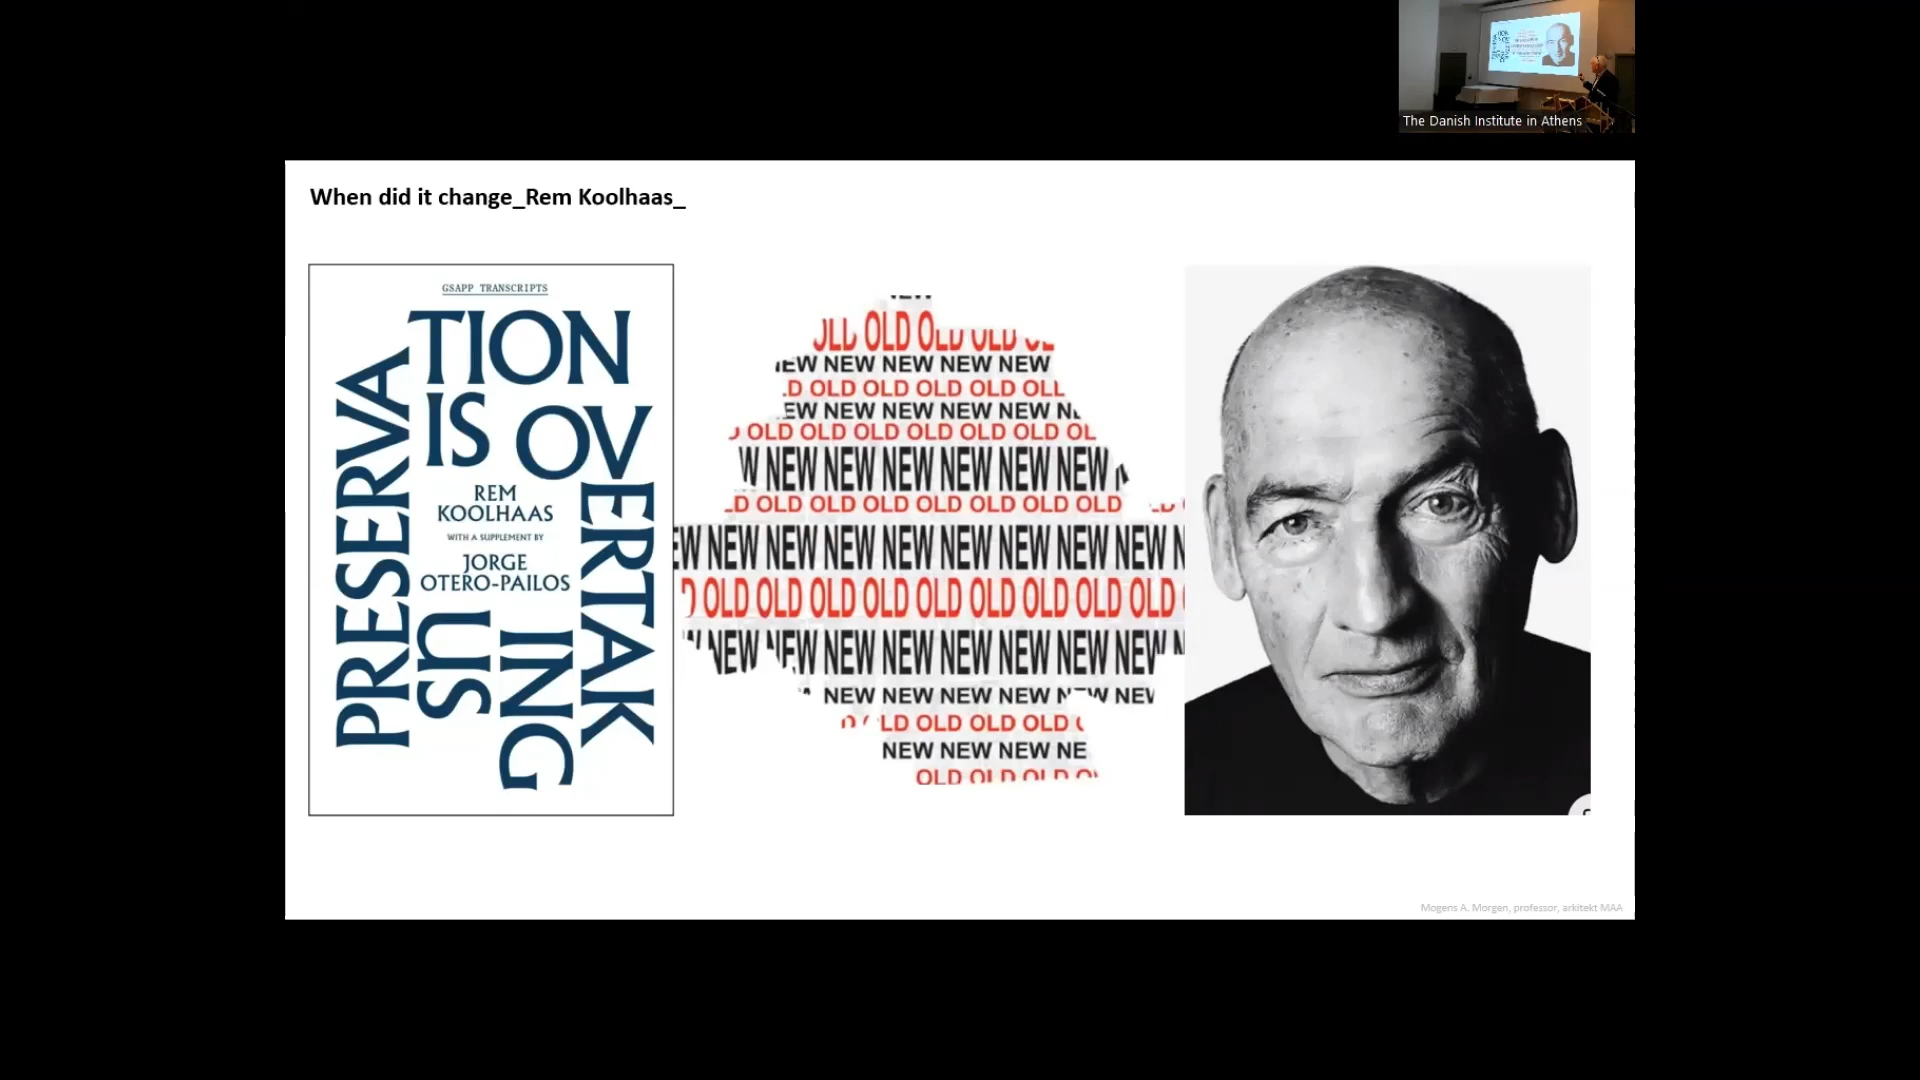 The Danish Institute in Athens
When did it change_Rem Koolhaas_
GSAPP TRANSCRIPTS
PRESERVA
TION
IS OV
ERTAK
ING
US
REM
KOOLHAAS
WITH A SUPPLEMENT BY
JORGE
OTERO-PAILOS
OLD OLD OLD OLD
NEW NEW NEW NEW
OLD OLD OLD OLD
NEW NEW NEW NEW
OLD OLD OLD OLD OLD OLD
NEW NEW NEW NEW NEW NEW
OLD OLD OLD OLD OLD OLD
NEW NEW NEW NEW NEW NEW NEW NEW
OLD OLD OLD OLD OLD OLD OLD OLD OLD
NEW NEW NEW NEW NEW NEW NEW NEW
NEW NEW NEW NEW NEW NEW
OLD OLD OLD
NEW NEW NEW NE
OLD OLD OLD
Mogens A. Morgen, professor, arkitekt MAA